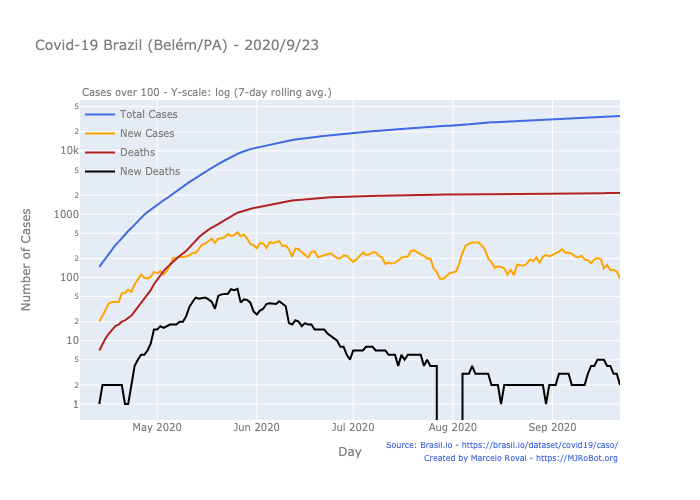 Covid-19 Brazil (Belém/PA) - 2020/9/23
Cases over 100 - Y-scale: log (7-day rolling avg.)
Total Cases
New Cases
Deaths
New Deaths
Number of Cases
5
2
10k
5
2
1000
5
2
100
5
2
10
5
2
1
May 2020
Jun 2020
Jul 2020
Aug 2020
Sep 2020
Day
Source: Brasil.io - https://brasil.io/dataset/covid19/caso/
Created by Marcelo Rovai - https://MJRoBot.org